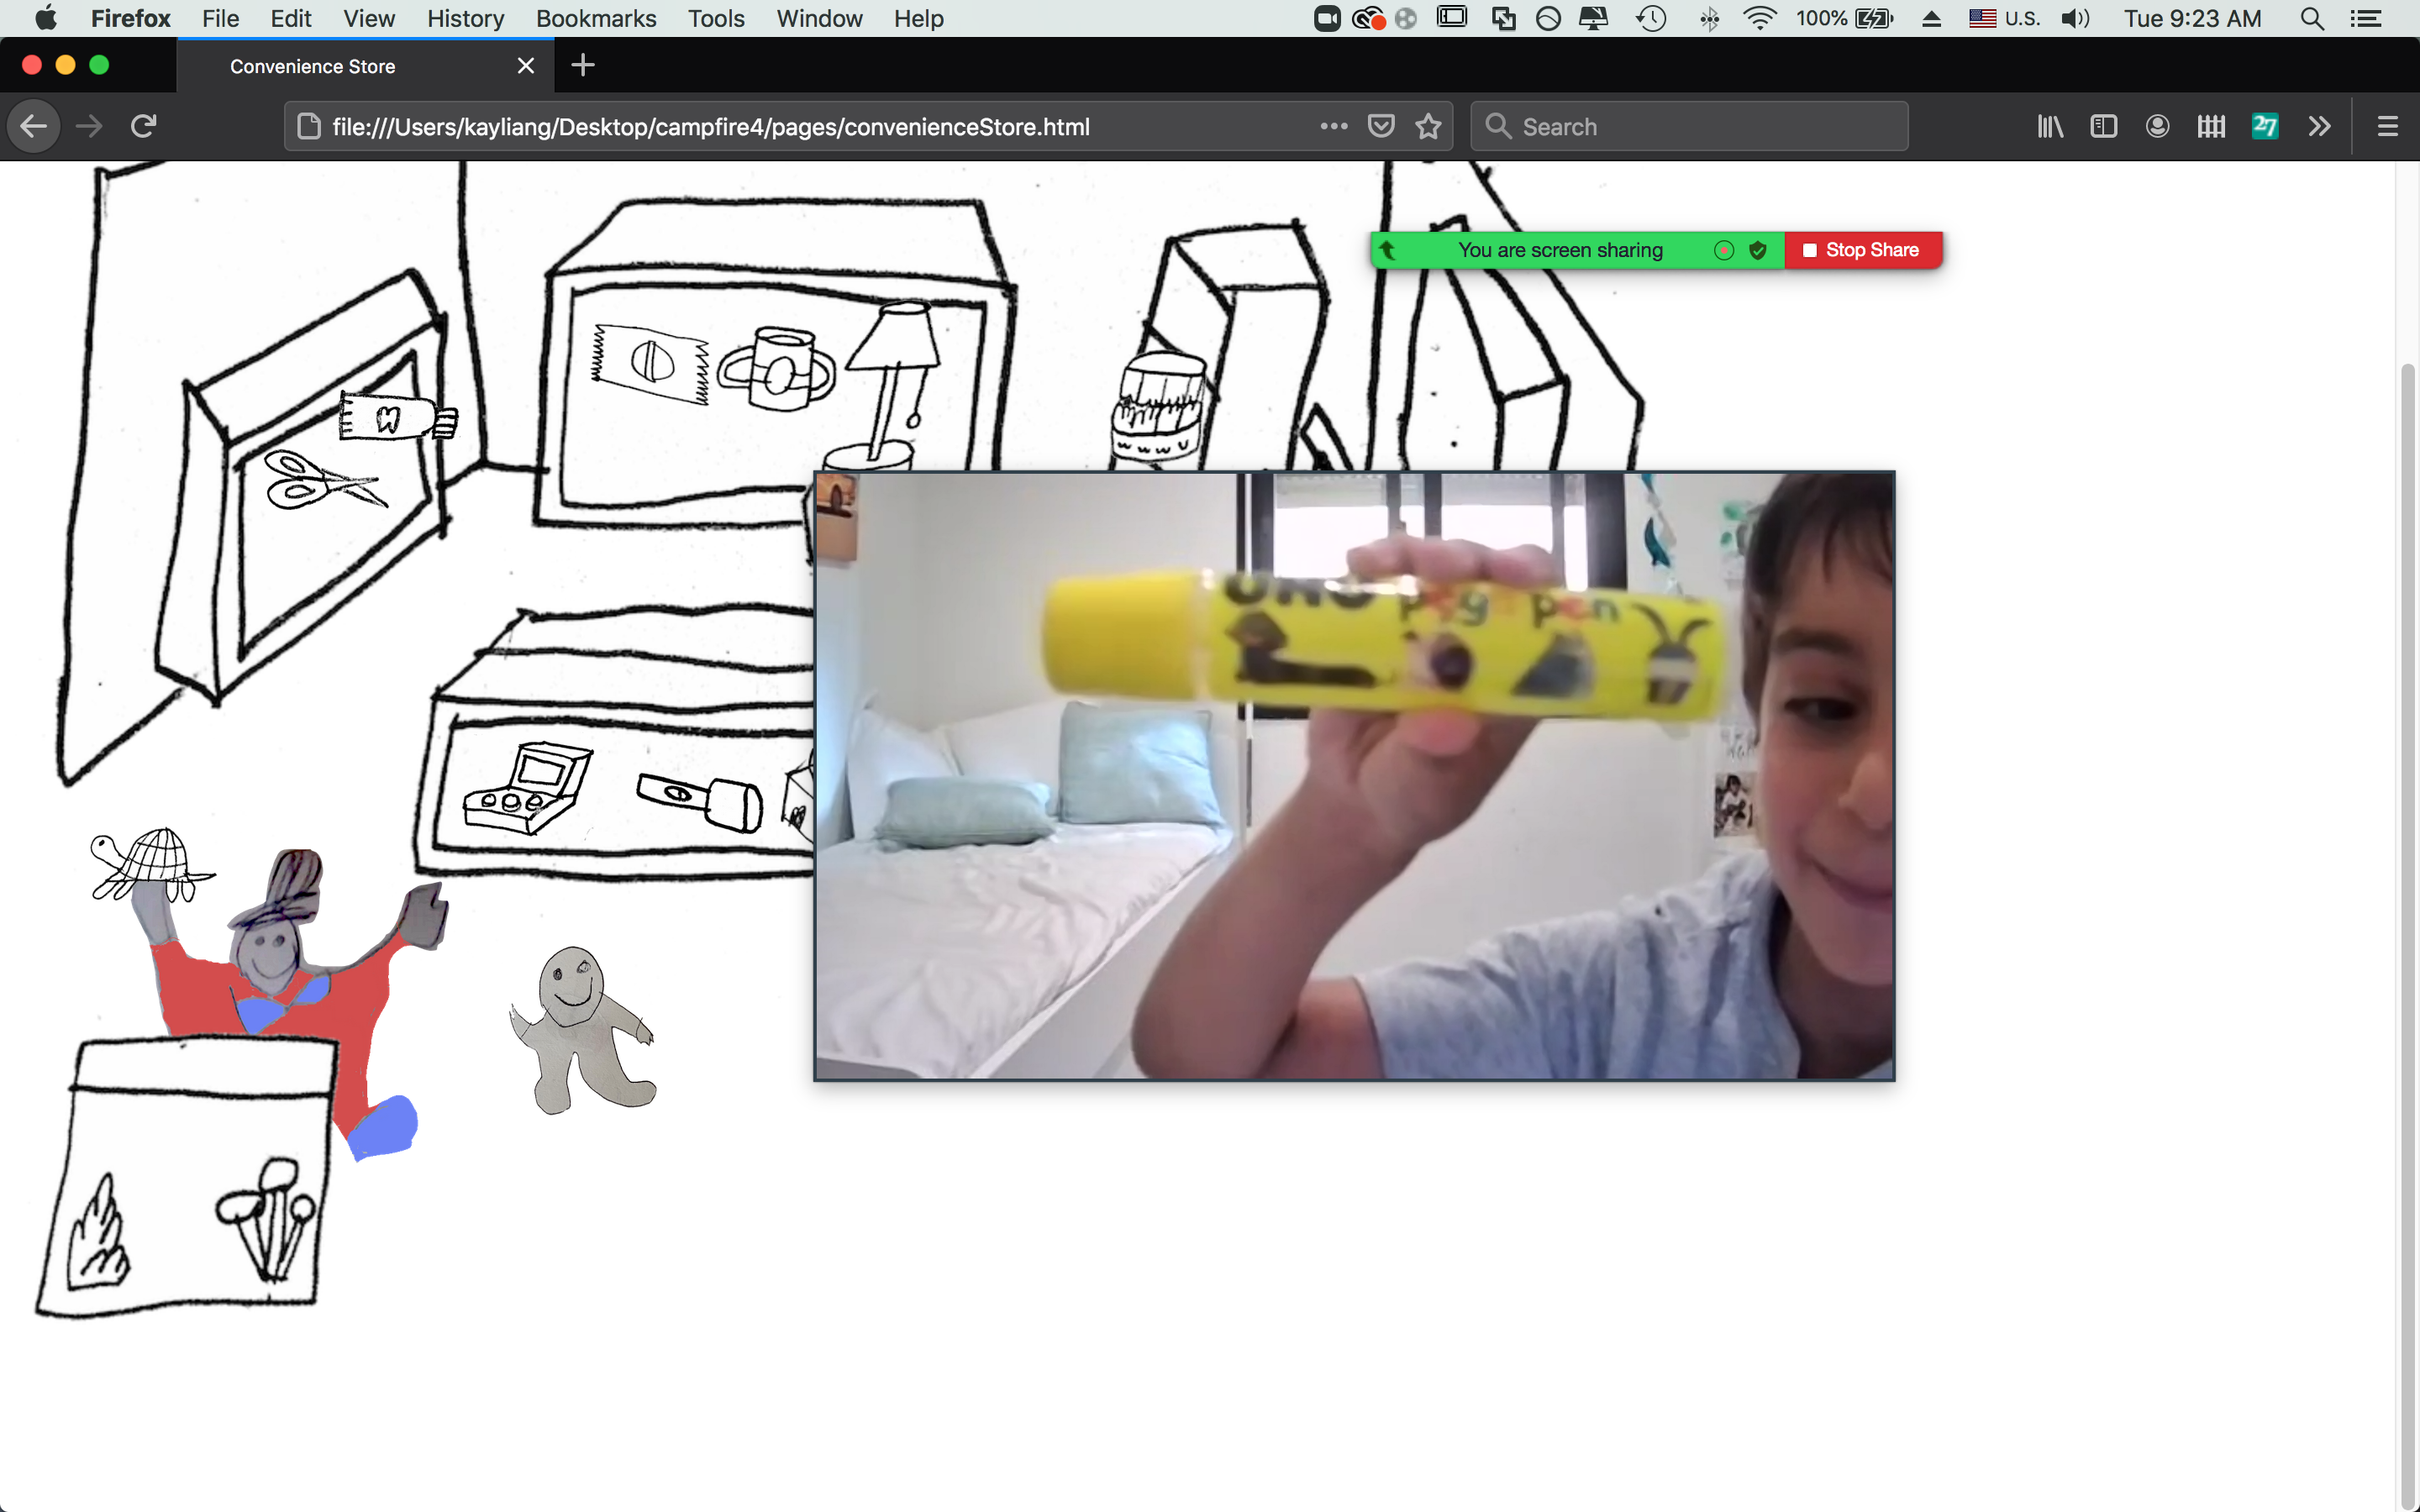 Firefox File Edit View History Bookmarks Tools Window Help 100% U.S. Tue 9:23 AM
Convenience Store
file:///Users/kayliang/Desktop/campfire4/pages/convenienceStore.html
Search
27
You are screen sharing
Stop Share
UHU
pen